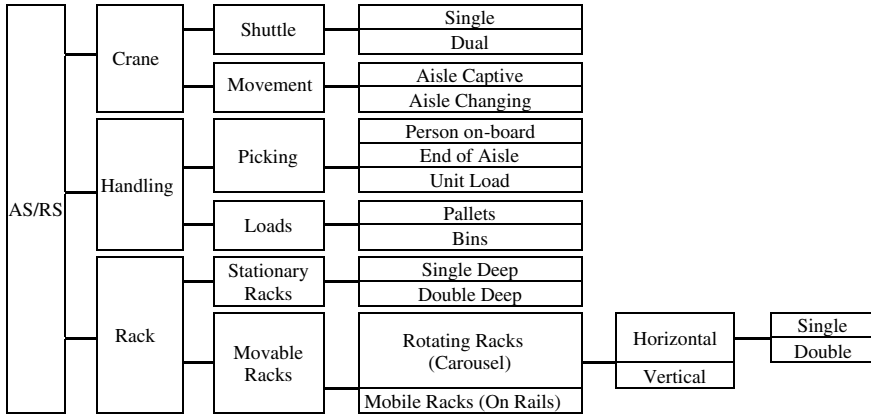 AS/RS
Crane
Shuttle
Single
Dual
Movement
Aisle Captive
Aisle Changing
Handling
Picking
Person on-board
End of Aisle
Unit Load
Loads
Pallets
Bins
Rack
Stationary
Racks
Single Deep
Double Deep
Movable
Racks
Rotating Racks
(Carousel)
Horizontal
Single
Double
Vertical
Mobile Racks (On Rails)